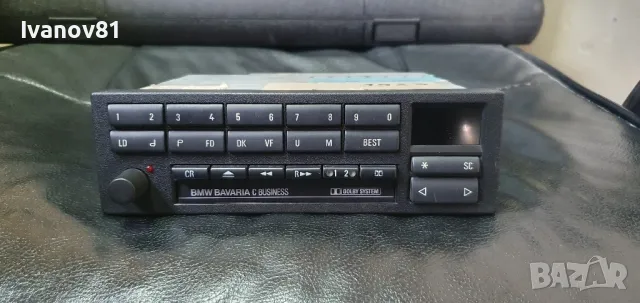 Ivanov81
1 2 3 4 5 6 7 8 9 0
LD P FD DK VF U M BEST
* SC
CR R 1 2
BMW BAVARIA C BUSINESS DOLBY SYSTEM
BAZAR